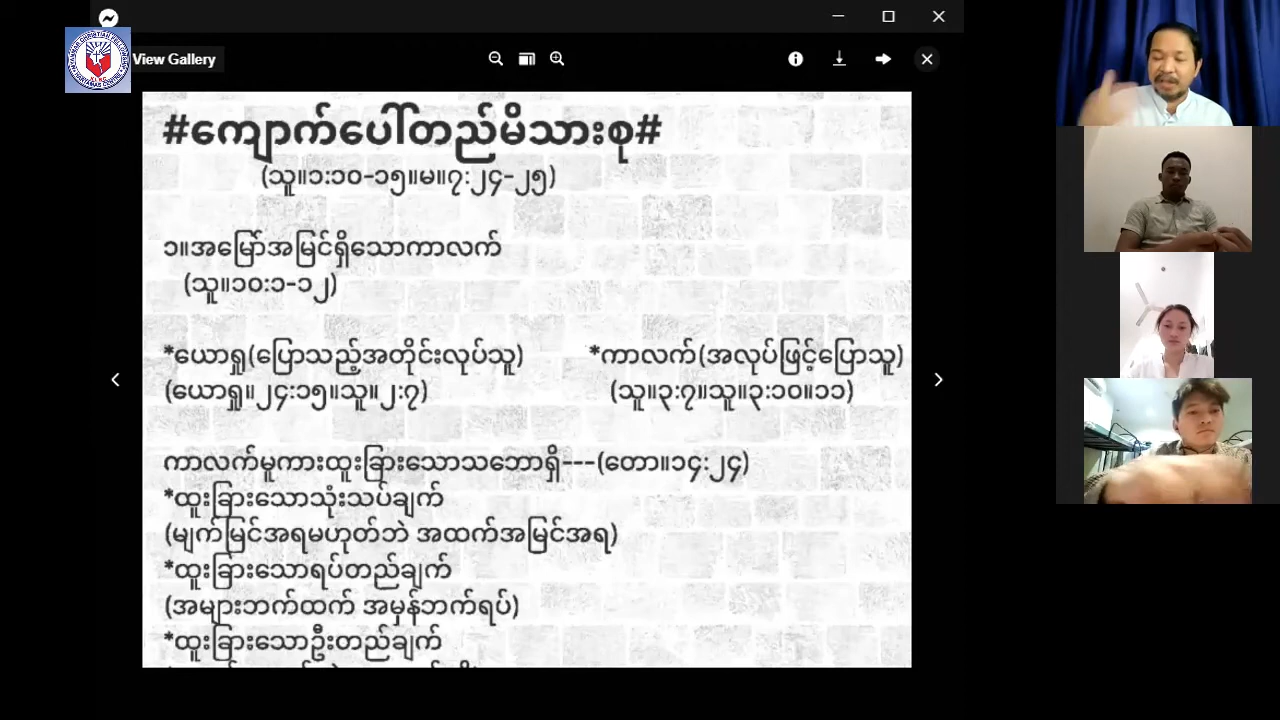 View Gallery
#ကျောက်ပေါ်တည်မိသားစု#
(သူ။၁:၁၀-၁၅။မ။၇:၂၄-၂၅)
၁။အမြော်အမြင်ရှိသောကာလက်
(သူ။၁၀:၁-၁၂)
*ယောရှု(ပြောသည့်အတိုင်းလုပ်သူ) *ကာလက်(အလုပ်ဖြင့်ပြောသူ)
(ယောရှု။၂၄:၁၅။သူ။၂:၇) (သူ။၃:၇။သူ။၃:၁၀။၁၁)
ကာလက်မူကားထူးခြားသောသဘောရှိ---(တော။၁၄:၂၄)
*ထူးခြားသောသုံးသပ်ချက်
(မျက်မြင်အရမဟုတ်ဘဲ အထက်အမြင်အရ)
*ထူးခြားသောရပ်တည်ချက်
(အများဘက်ထက် အမှန်ဘက်ရပ်)
*ထူးခြားသောဦးတည်ချက်